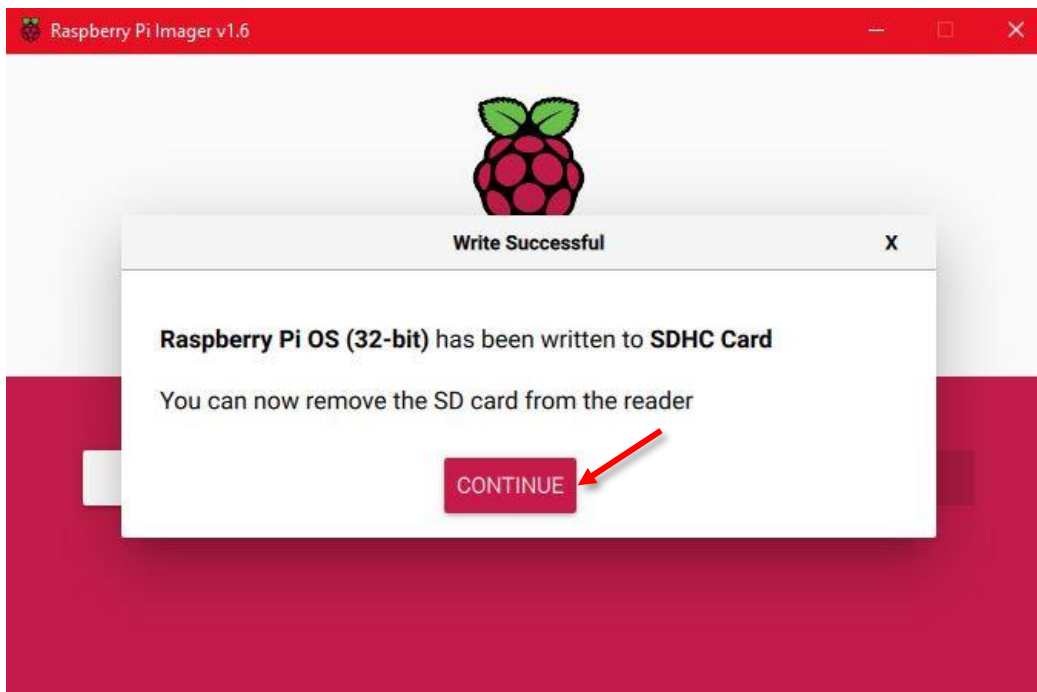 Raspberry Pi Imager v1.6
Write Successful X
Raspberry Pi OS (32-bit) has been written to SDHC Card
You can now remove the SD card from the reader
CONTINUE